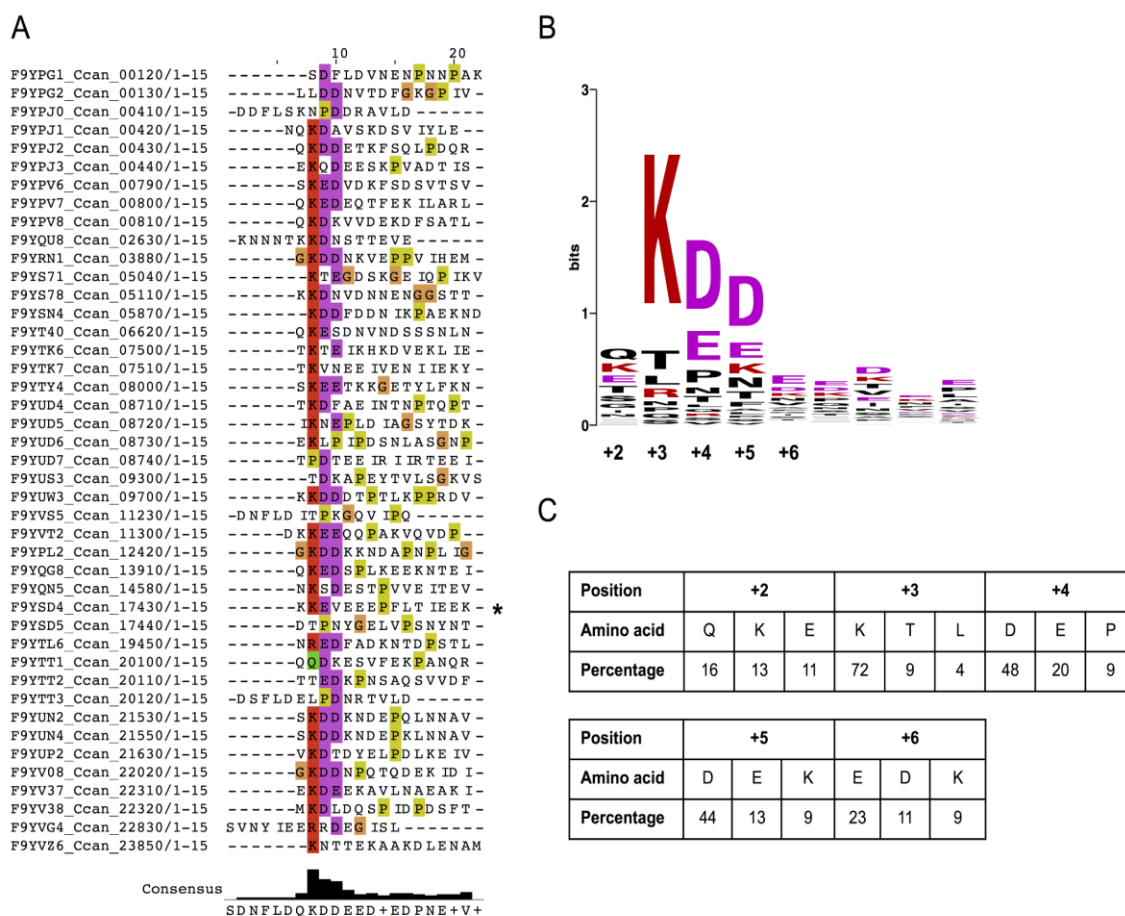 A
10 20
F9YPG1_Ccan_00120/1-15 -------SDFLDVNENPNNPAK
F9YPG2_Ccan_00130/1-15 ------LLDDNVTDFGKGPIV-
F9YPJ0_Ccan_00410/1-15 -DDFLSKNPDDRAVLD------
F9YPJ1_Ccan_00420/1-15 -----NQKDAVSKDSVIYLE--
F9YPJ2_Ccan_00430/1-15 ------QKDDETKFSQLPDQR-
F9YPJ3_Ccan_00440/1-15 ------EKQDEESKPVADTIS-
F9YPV6_Ccan_00790/1-15 ------SKEDVDKFSDSVTSV-
F9YPV7_Ccan_00800/1-15 ------QKEDEQTFEKILARL-
F9YPV8_Ccan_00810/1-15 ------QKDKVVDEKDFSATL-
F9YQU8_Ccan_02630/1-15 -KNNNTKKDNSTTEVE------
F9YRN1_Ccan_03880/1-15 ------GKDDNKVEPPVIHEM-
F9YS71_Ccan_05040/1-15 -------KTEGDSKGEIQPIKV
F9YS78_Ccan_05110/1-15 ------KKDNVDNNENGGSTT-
F9YSN4_Ccan_05870/1-15 -------KDDFDDNIKPAEKND
F9YT40_Ccan_06620/1-15 ------QKESDNVNDSSSNLN-
F9YTK6_Ccan_07500/1-15 ------TKTEIKHKDVEKLIE-
F9YTK7_Ccan_07510/1-15 ------TKVNEEIVENIEKEY-
F9YTY4_Ccan_08000/1-15 ------SKEETKKGETYLFKN-
F9YUD4_Ccan_08710/1-15 ------TKDFAEINTNPTQPT-
F9YUD5_Ccan_08720/1-15 ------IKNEPLDIAGSYTDK-
F9YUD6_Ccan_08730/1-15 ------EKLPIPDSNLASGNP-
F9YUD7_Ccan_08740/1-15 ------TPDTEEIRIIRTEEI-
F9YUS3_Ccan_09300/1-15 -------TDKAPEYTVLSGKVS
F9YUW3_Ccan_09700/1-15 ------KKDDDTPTLKPPRDV-
F9YVS5_Ccan_11230/1-15 -DNFLDITPKGQVIPQ------
F9YVT2_Ccan_11300/1-15 -----DKKEEQQPAKVQVDP--
F9YPL2_Ccan_12420/1-15 ------GKDDKKNDAPNPLIG-
F9YQG8_Ccan_13910/1-15 ------QKEDSPLKEEKNTEI-
F9YQN5_Ccan_14580/1-15 ------NKSDESTPVVEITEV-
F9YSD4_Ccan_17430/1-15 ------KKEVEEEPFLTIEEK- *
F9YSD5_Ccan_17440/1-15 ------DTPNYGELVPSNYNT-
F9YTL6_Ccan_19450/1-15 ------TREDFADKNTDPSTL-
F9YTT1_Ccan_20100/1-15 ------QQDKESVFEKPANQR-
F9YTT2_Ccan_20110/1-15 ------TTEDKPNSAQSVVDF-
F9YTT3_Ccan_20120/1-15 -DSFLDELPDNRTVLD------
F9YUN2_Ccan_21530/1-15 ------SKDDKNDEPQLNNAV-
F9YUN4_Ccan_21550/1-15 ------SKDDKNDEPKLNNAV-
F9YUP2_Ccan_21630/1-15 ------VKDTDYELPDLKEIV-
F9YV08_Ccan_22020/1-15 ------GKDDNPQTQDEKIDI-
F9YV37_Ccan_22310/1-15 ------EKDEEKAVLNAEAKI-
F9YV38_Ccan_22320/1-15 ------MKDLDQSPIDPDSFT-
F9YVG4_Ccan_22830/1-15 SVNYIEERRDEGISL-------
F9YVZ6_Ccan_23850/1-15 -------KNTTEKAAKDLENAM
Consensus
SDNFLDQKDDEED+EDPNE+V+
B
3
2
1
0
bits
+2 +3 +4 +5 +6
C
Position +2 +3 +4
Amino acid Q K E K T L D E P
Percentage 16 13 11 72 9 4 48 20 9
Position +5 +6
Amino acid D E K E D K
Percentage 44 13 9 23 11 9